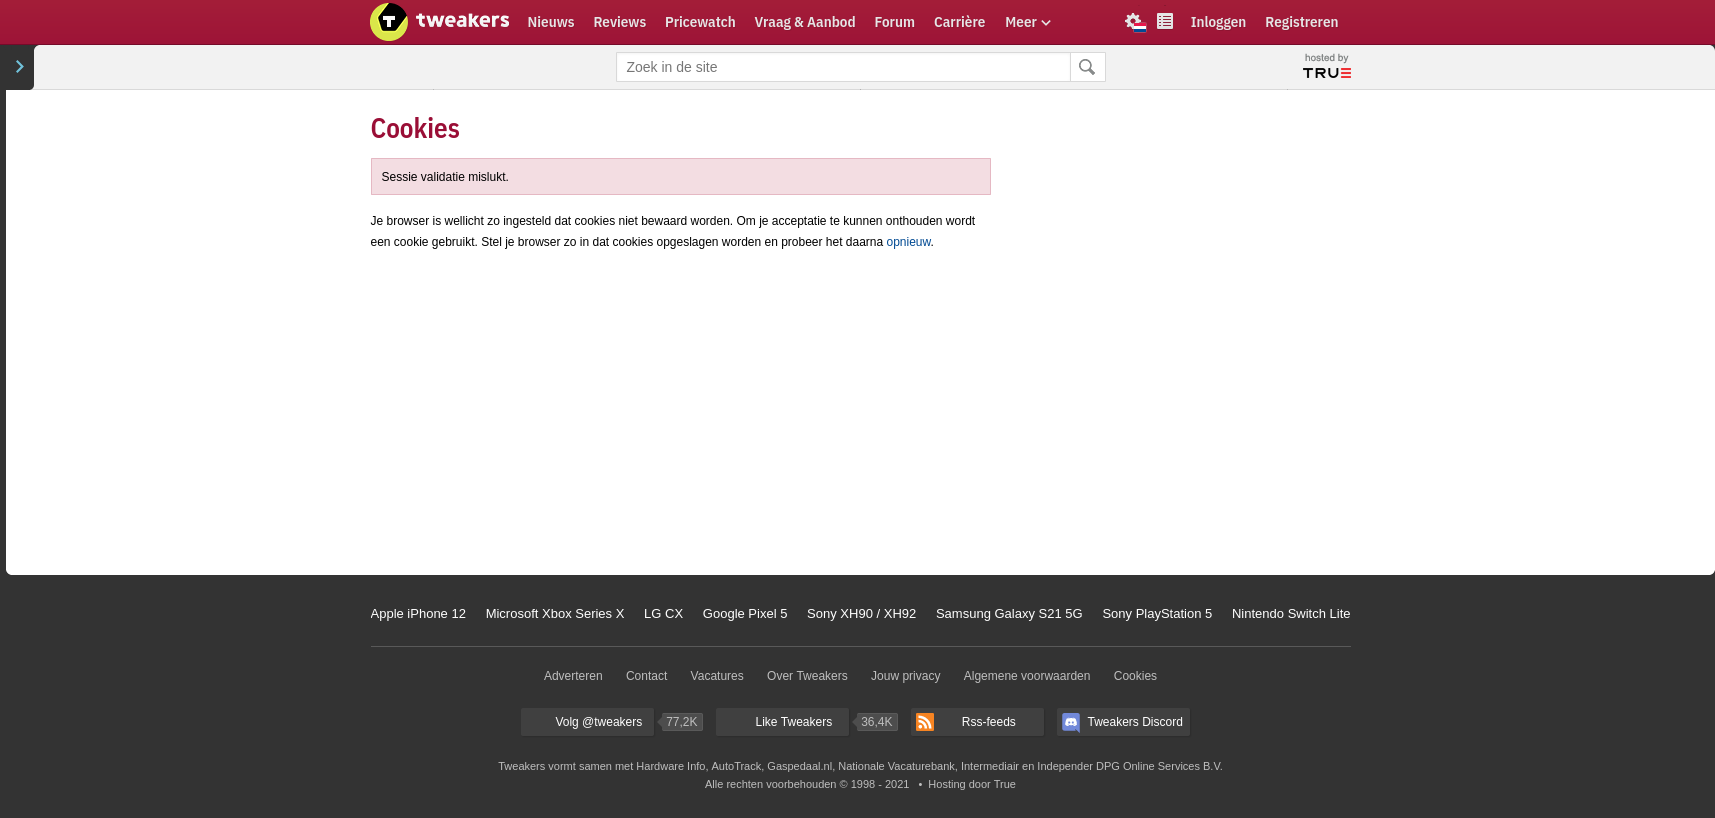 tweakers Nieuws Reviews Pricewatch Vraag & Aanbod Forum Carrière Meer Inloggen Registreren
Zoek in de site
hosted by
TRUE
Cookies
Sessie validatie mislukt.
Je browser is wellicht zo ingesteld dat cookies niet bewaard worden. Om je acceptatie te kunnen onthouden wordt
een cookie gebruikt. Stel je browser zo in dat cookies opgeslagen worden en probeer het daarna opnieuw.
Apple iPhone 12 Microsoft Xbox Series X LG CX Google Pixel 5 Sony XH90 / XH92 Samsung Galaxy S21 5G Sony PlayStation 5 Nintendo Switch Lite
Adverteren Contact Vacatures Over Tweakers Jouw privacy Algemene voorwaarden Cookies
Volg @tweakers 77,2K Like Tweakers 36,4K Rss-feeds Tweakers Discord
Tweakers vormt samen met Hardware Info, AutoTrack, Gaspedaal.nl, Nationale Vacaturebank, Intermediair en Independer DPG Online Services B.V.
Alle rechten voorbehouden © 1998 - 2021 • Hosting door True